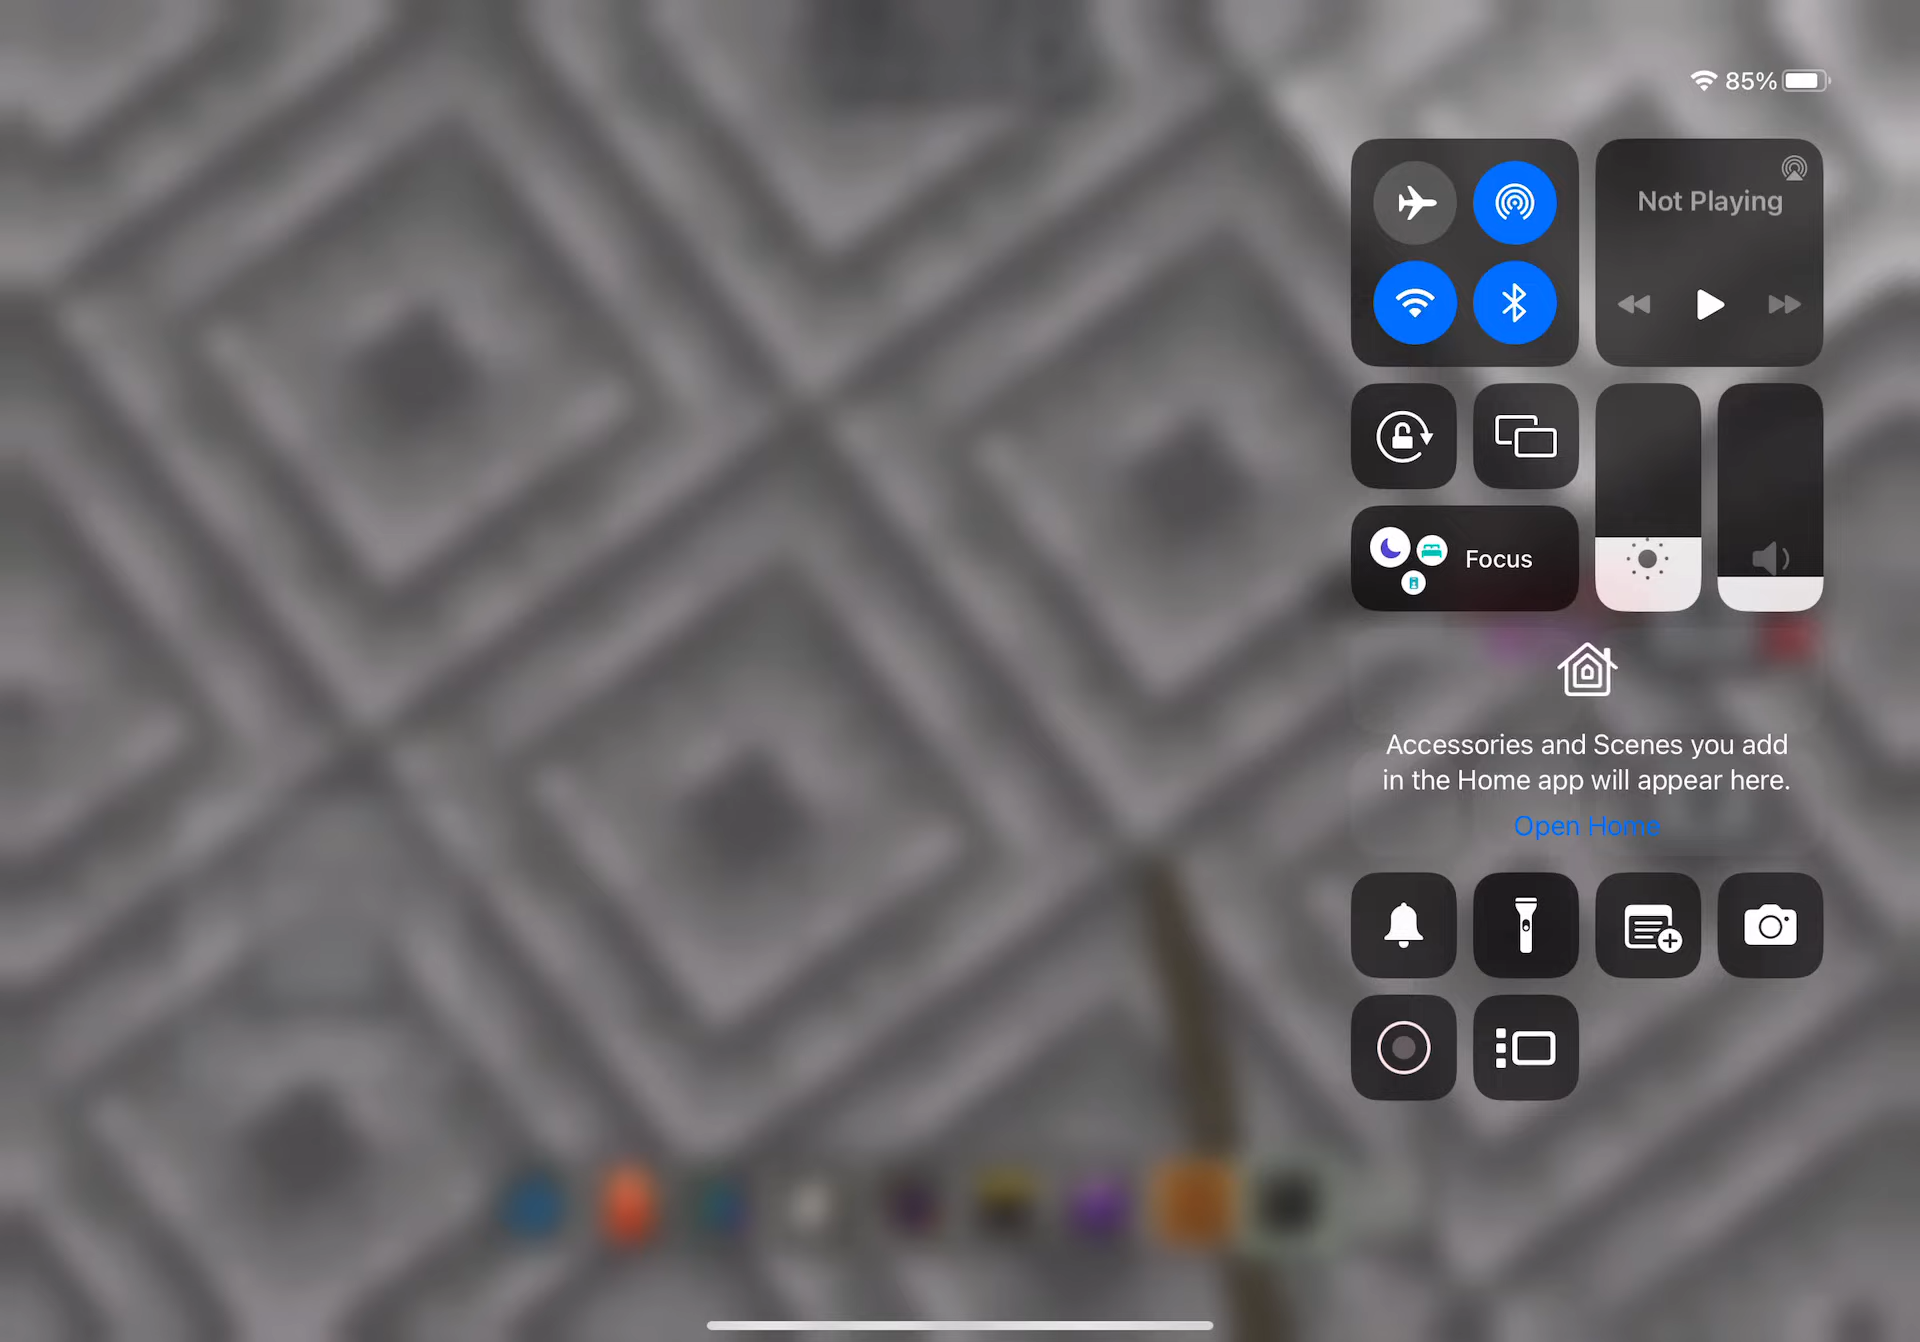 85%
Not Playing
Focus
Accessories and Scenes you add
in the Home app will appear here.
Open Home